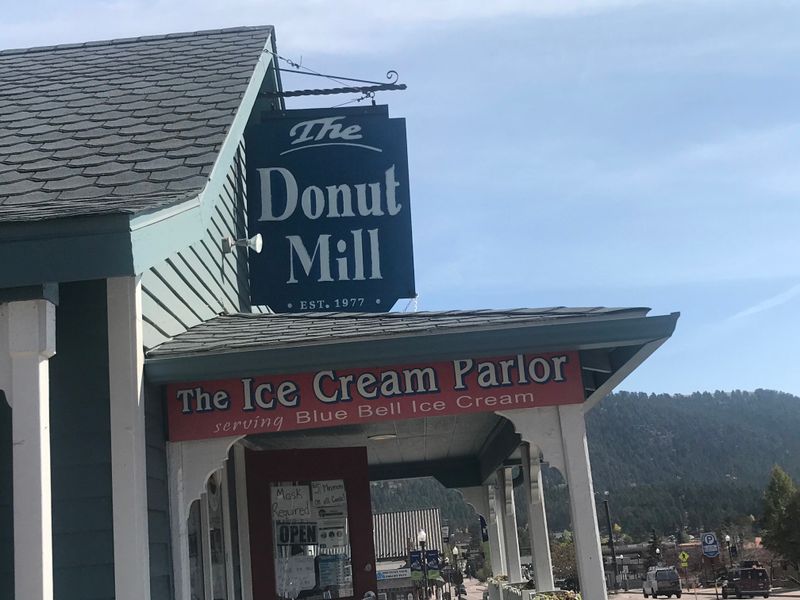 The
Donut
Mill
• EST. 1977 •
The Ice Cream Parlor
serving Blue Bell Ice Cream
Mask
Required
OPEN
P